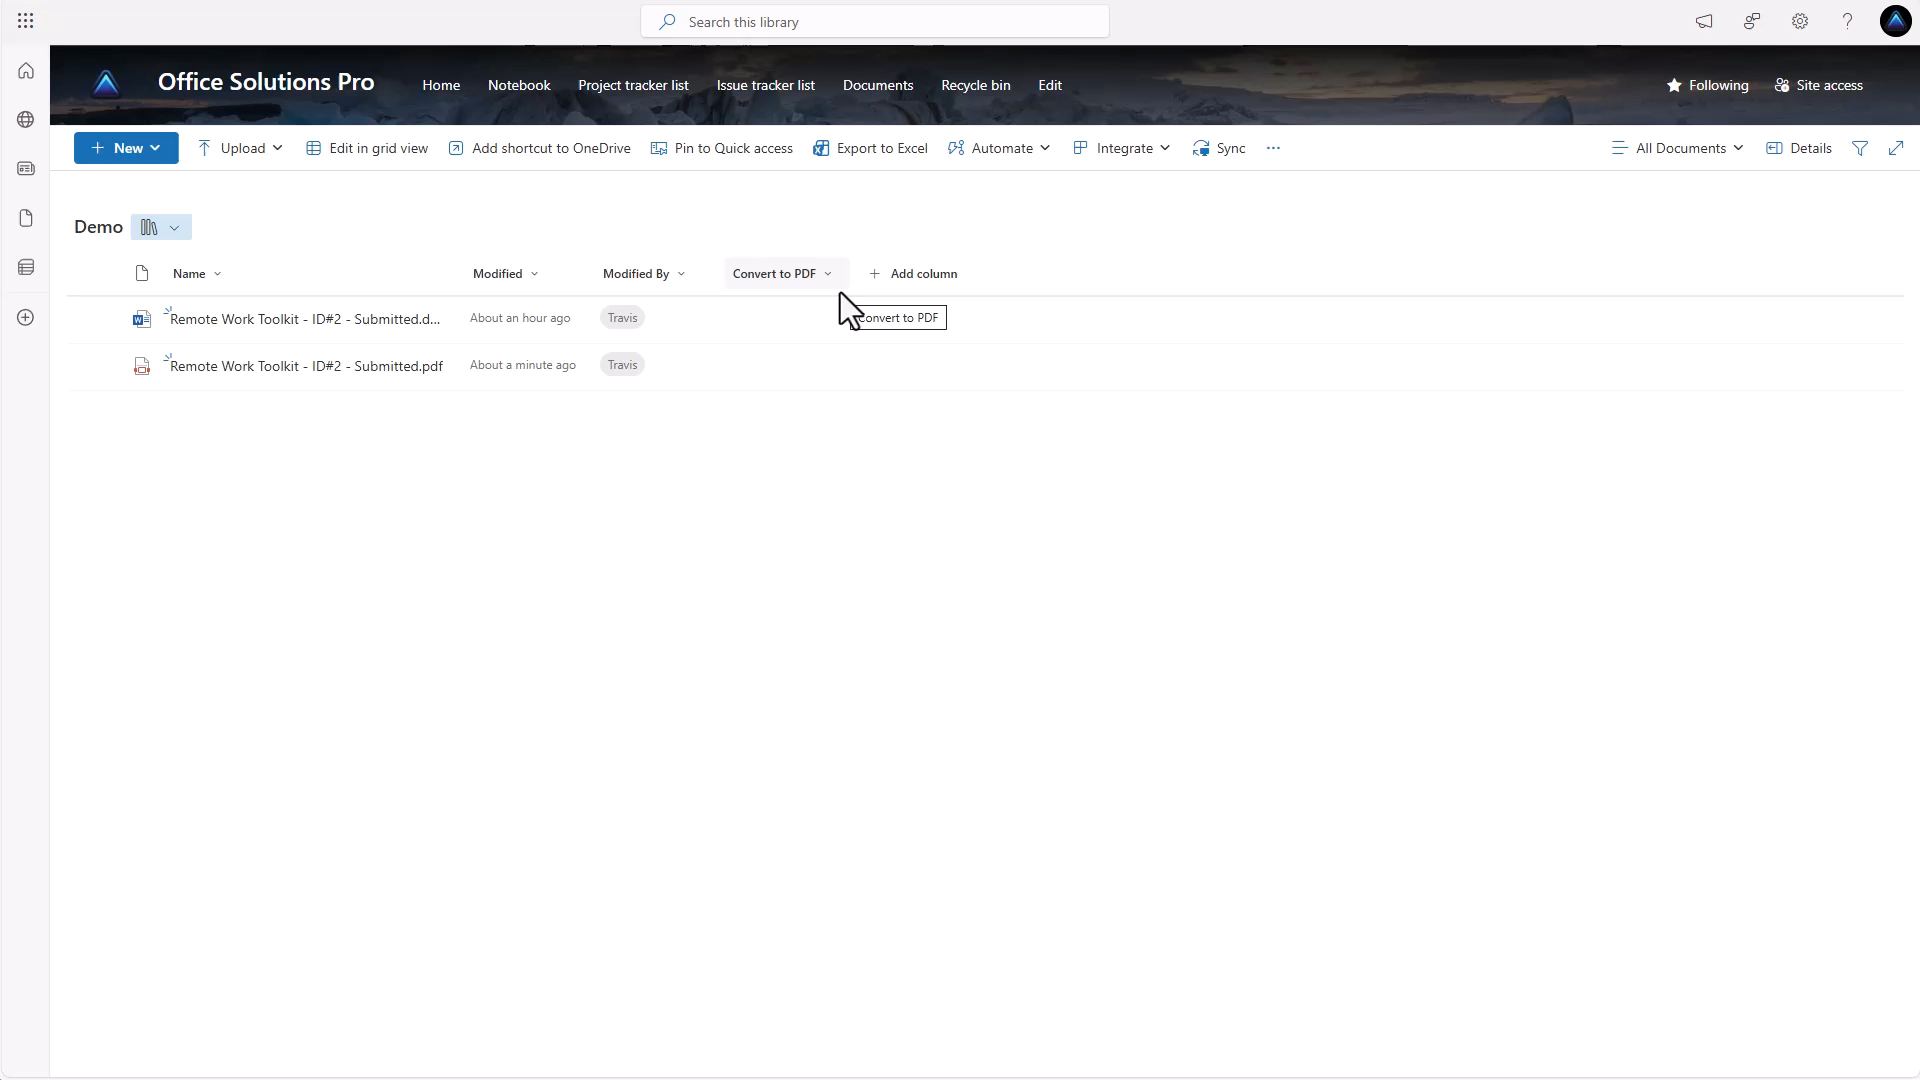 Search this library
Office Solutions Pro
Home Notebook Project tracker list Issue tracker list Documents Recycle bin Edit
Following Site access
New Upload Edit in grid view Add shortcut to OneDrive Pin to Quick access Export to Excel Automate Integrate Sync ... All Documents Details
Demo
Name Modified Modified By Convert to PDF Add column
Remote Work Toolkit - ID#2 - Submitted.d... About an hour ago Travis
Convert to PDF
Remote Work Toolkit - ID#2 - Submitted.pdf About a minute ago Travis